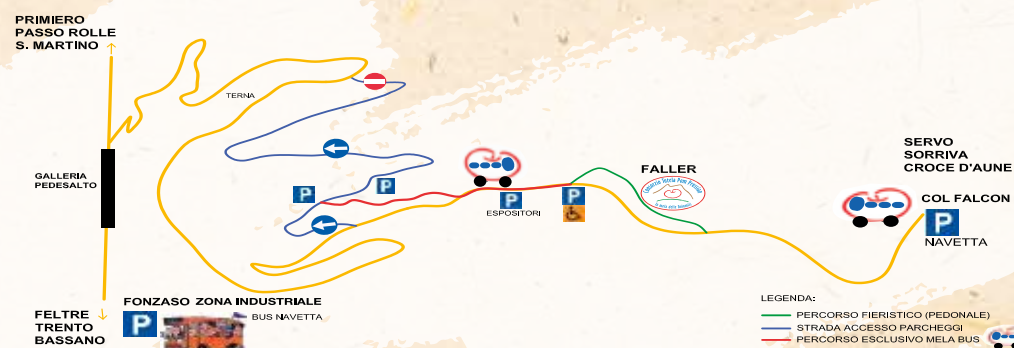 PRIMIERO
PASSO ROLLE
S. MARTINO
TERNA
GALLERIA
PEDESALTO
P
P
P
ESPOSITORI
P
FALLER
SERVO
SORRIVA
CROCE D'AUNE
COL FALCON
P
NAVETTA
FELTRE
TRENTO
BASSANO
FONZASO ZONA INDUSTRIALE
P
BUS NAVETTA
LEGENDA:
PERCORSO FIERISTICO (PEDONALE)
STRADA ACCESSO PARCHEGGI
PERCORSO ESCLUSIVO MELA BUS